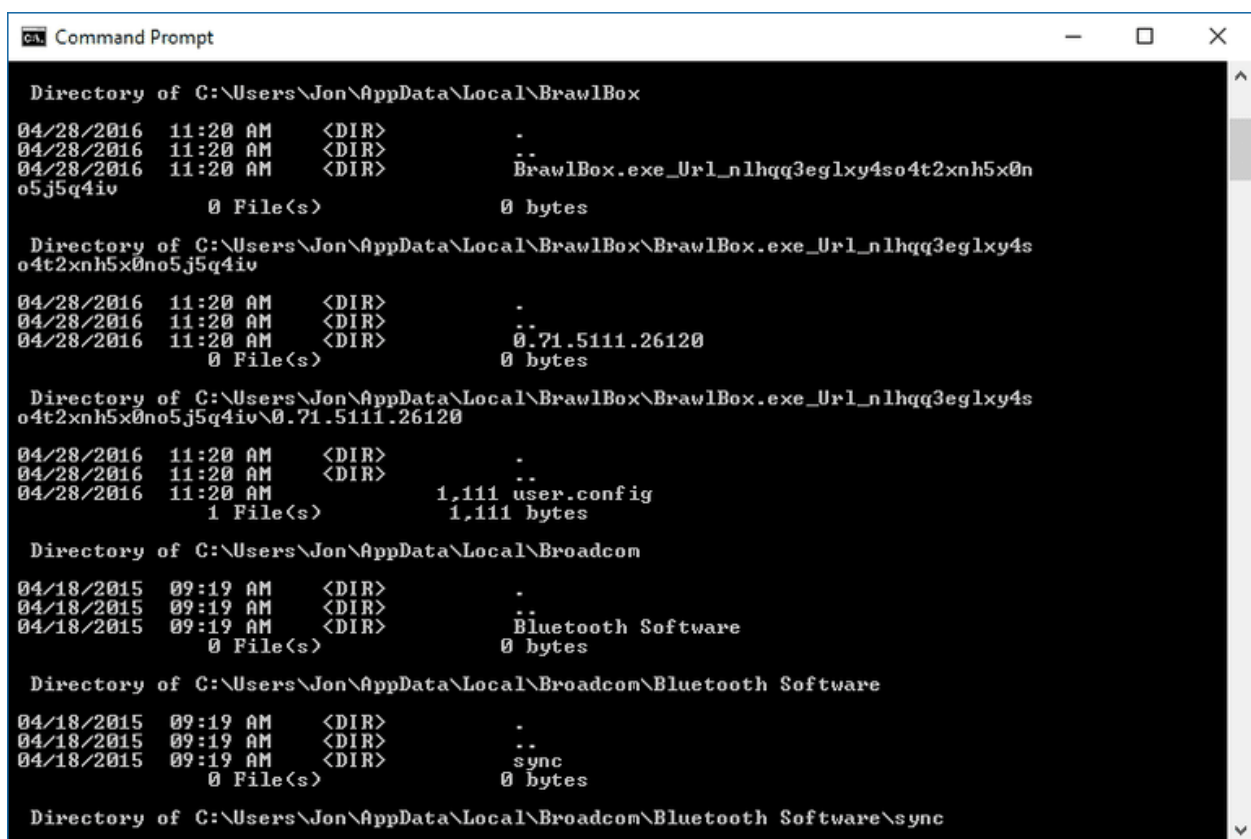 Command Prompt
Directory of C:\Users\Jon\AppData\Local\BrawlBox
04/28/2016  11:20 AM    <DIR>          .
04/28/2016  11:20 AM    <DIR>          ..
04/28/2016  11:20 AM    <DIR>          BrawlBox.exe_Url_nlhqq3eglxy4so4t2xnh5x0n
o5j5q4iv
               0 File(s)              0 bytes
Directory of C:\Users\Jon\AppData\Local\BrawlBox\BrawlBox.exe_Url_nlhqq3eglxy4s
o4t2xnh5x0no5j5q4iv
04/28/2016  11:20 AM    <DIR>          .
04/28/2016  11:20 AM    <DIR>          ..
04/28/2016  11:20 AM    <DIR>          0.71.5111.26120
               0 File(s)              0 bytes
Directory of C:\Users\Jon\AppData\Local\BrawlBox\BrawlBox.exe_Url_nlhqq3eglxy4s
o4t2xnh5x0no5j5q4iv\0.71.5111.26120
04/28/2016  11:20 AM    <DIR>          .
04/28/2016  11:20 AM    <DIR>          ..
04/28/2016  11:20 AM             1,111 user.config
               1 File(s)          1,111 bytes
Directory of C:\Users\Jon\AppData\Local\Broadcom
04/18/2015  09:19 AM    <DIR>          .
04/18/2015  09:19 AM    <DIR>          ..
04/18/2015  09:19 AM    <DIR>          Bluetooth Software
               0 File(s)              0 bytes
Directory of C:\Users\Jon\AppData\Local\Broadcom\Bluetooth Software
04/18/2015  09:19 AM    <DIR>          .
04/18/2015  09:19 AM    <DIR>          ..
04/18/2015  09:19 AM    <DIR>          sync
               0 File(s)              0 bytes
Directory of C:\Users\Jon\AppData\Local\Broadcom\Bluetooth Software\sync